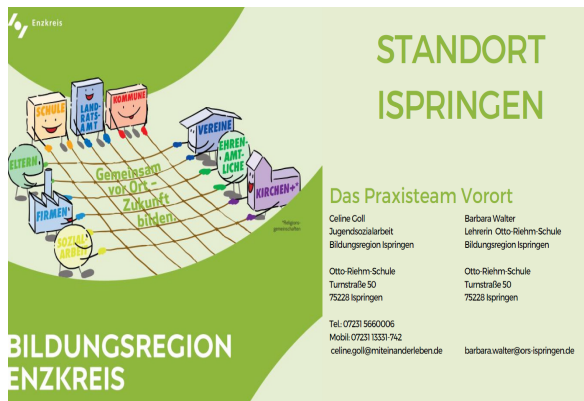 Enzkreis
SCHULE
LAND-
RATS-
AMT
KOMMUNE
VEREINE
EHREN-
AMT-
LICHE
KIRCHEN+*
ELTERN
FIRMEN*
SOZIAL
ARBEIT
Gemeinsam
vor Ort –
Zukunft
bilden.
*Religions-
gemeinschaften
BILDUNGSREGION
ENZKREIS
STANDORT
ISPRINGEN
Das Praxisteam Vorort
Celine Goll
Jugendsozialarbeit
Bildungsregion Ispringen
Otto-Riehm-Schule
Turnstraße 50
75228 Ispringen
Tel.: 07231 5660006
Mobil: 07231 13331-742
celine.goll@miteinanderleben.de
Barbara Walter
Lehrerin Otto-Riehm-Schule
Bildungsregion Ispringen
Otto-Riehm-Schule
Turnstraße 50
75228 Ispringen
barbara.walter@ors-ispringen.de